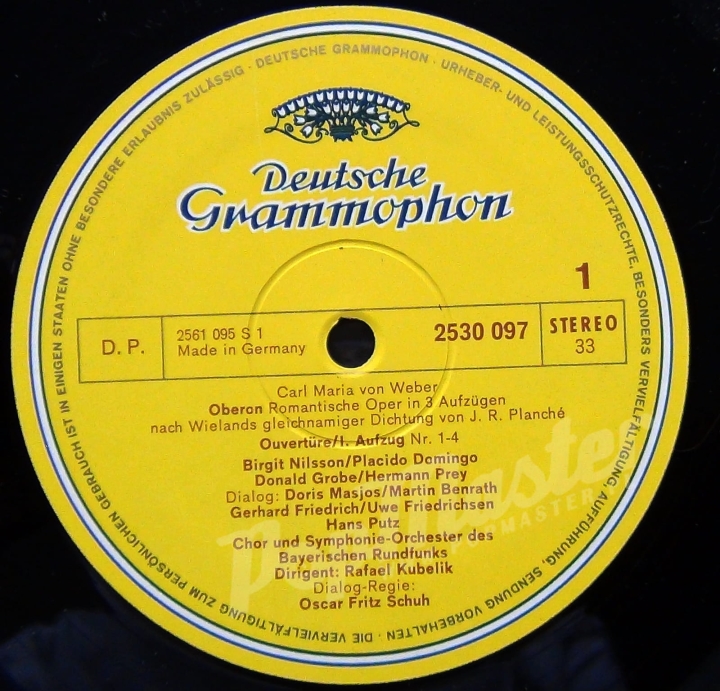 DEUTSCHE GRAMMOPHON · URHEBER- UND LEISTUNGSSCHUTZRECHTE, BESONDERS VERVIELFÄLTIGUNG, AUFFÜHRUNG, SENDUNG VORBEHALTEN · DIE VERVIELFÄLTIGUNG ZUM PERSÖNLICHEN GEBRAUCH IST IN EINIGEN STAATEN OHNE BESONDERE ERLAUBNIS ZULÄSSIG ·
Deutsche
Grammophon
1
D. P.
2561 095 S 1
Made in Germany
2530 097
STEREO
33
Carl Maria von Weber
Oberon Romantische Oper in 3 Aufzügen
nach Wielands gleichnamiger Dichtung von J. R. Planché
Ouvertüre/I. Aufzug Nr. 1-4
Birgit Nilsson/Placido Domingo
Donald Grobe/Hermann Prey
Dialog: Doris Masjos/Martin Benrath
Gerhard Friedrich/Uwe Friedrichsen
Hans Putz
Chor und Symphonie-Orchester des
Bayerischen Rundfunks
Dirigent: Rafael Kubelik
Dialog-Regie:
Oscar Fritz Schuh